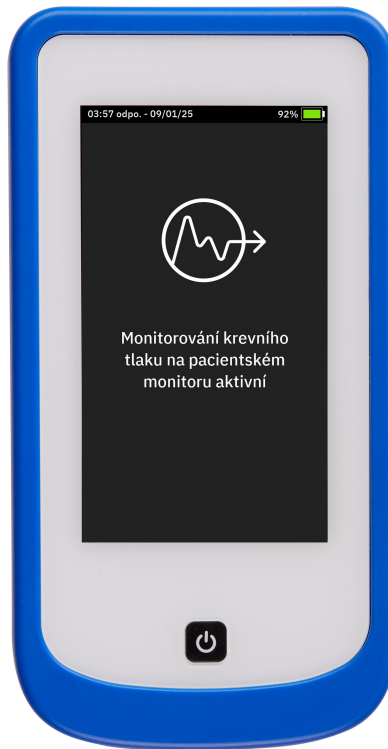 03:57 odpo. - 09/01/25 92%
Monitorování krevního
tlaku na pacientském
monitoru aktivní